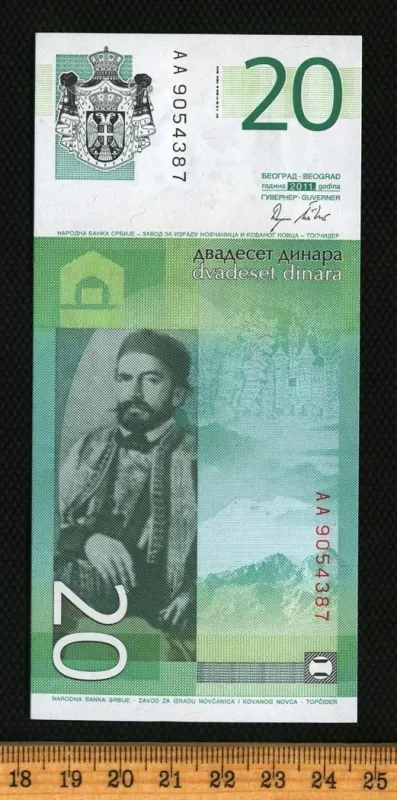 AA 9054387
20
БЕОГРАД - BEOGRAD
година 2011. godina
ГУВЕРНЕР - GUVERNER
НАРОДНА БАНКА СРБИЈЕ - ЗАВОД ЗА ИЗРАДУ НОВЧАНИЦА И КОВАНОГ НОВЦА - ТОПЧИДЕР
двадесет динара
dvadeset dinara
AA 9054387
20
NARODNA BANKA SRBIJE - ZAVOD ZA IZRADU NOVČANICA I KOVANOG NOVCA - TOPČIDER
18 19 20 21 22 23 24 25